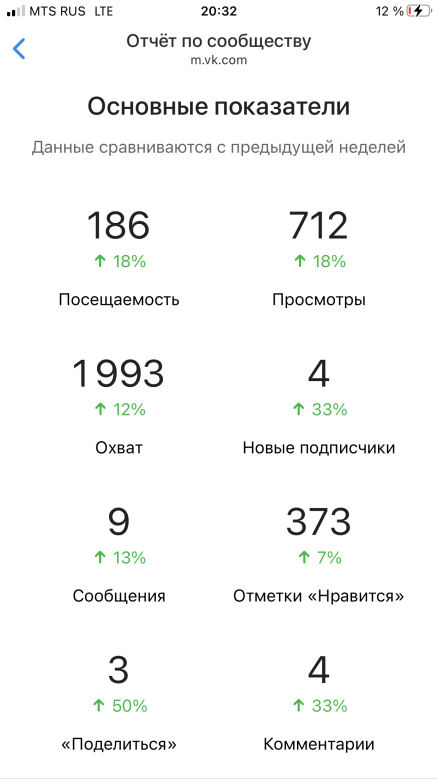 MTS RUS LTE 20:32 12 %
Отчёт по сообществу
m.vk.com
Основные показатели
Данные сравниваются с предыдущей неделей
186 712
↑ 18% ↑ 18%
Посещаемость Просмотры
1 993 4
↑ 12% ↑ 33%
Охват Новые подписчики
9 373
↑ 13% ↑ 7%
Сообщения Отметки «Нравится»
3 4
↑ 50% ↑ 33%
«Поделиться» Комментарии